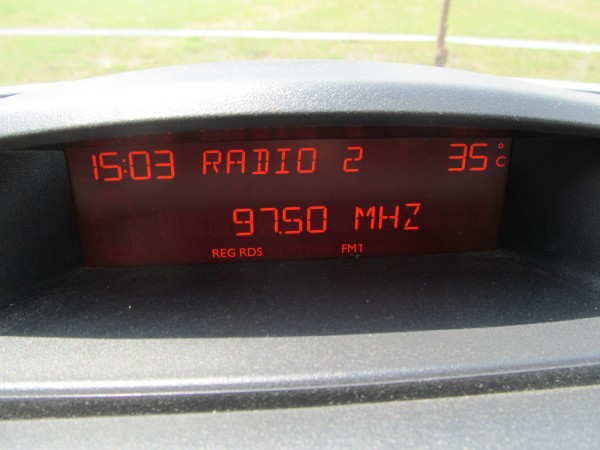 15:03 RADIO 2 35°C
97.50 MHZ
REG RDS FM1